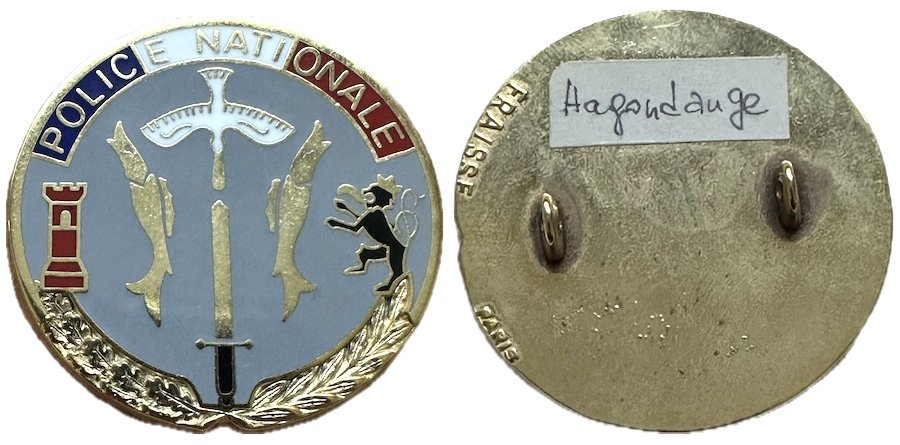 POLICE NATIONALE
Hagondange
FRAISSE
PARIS